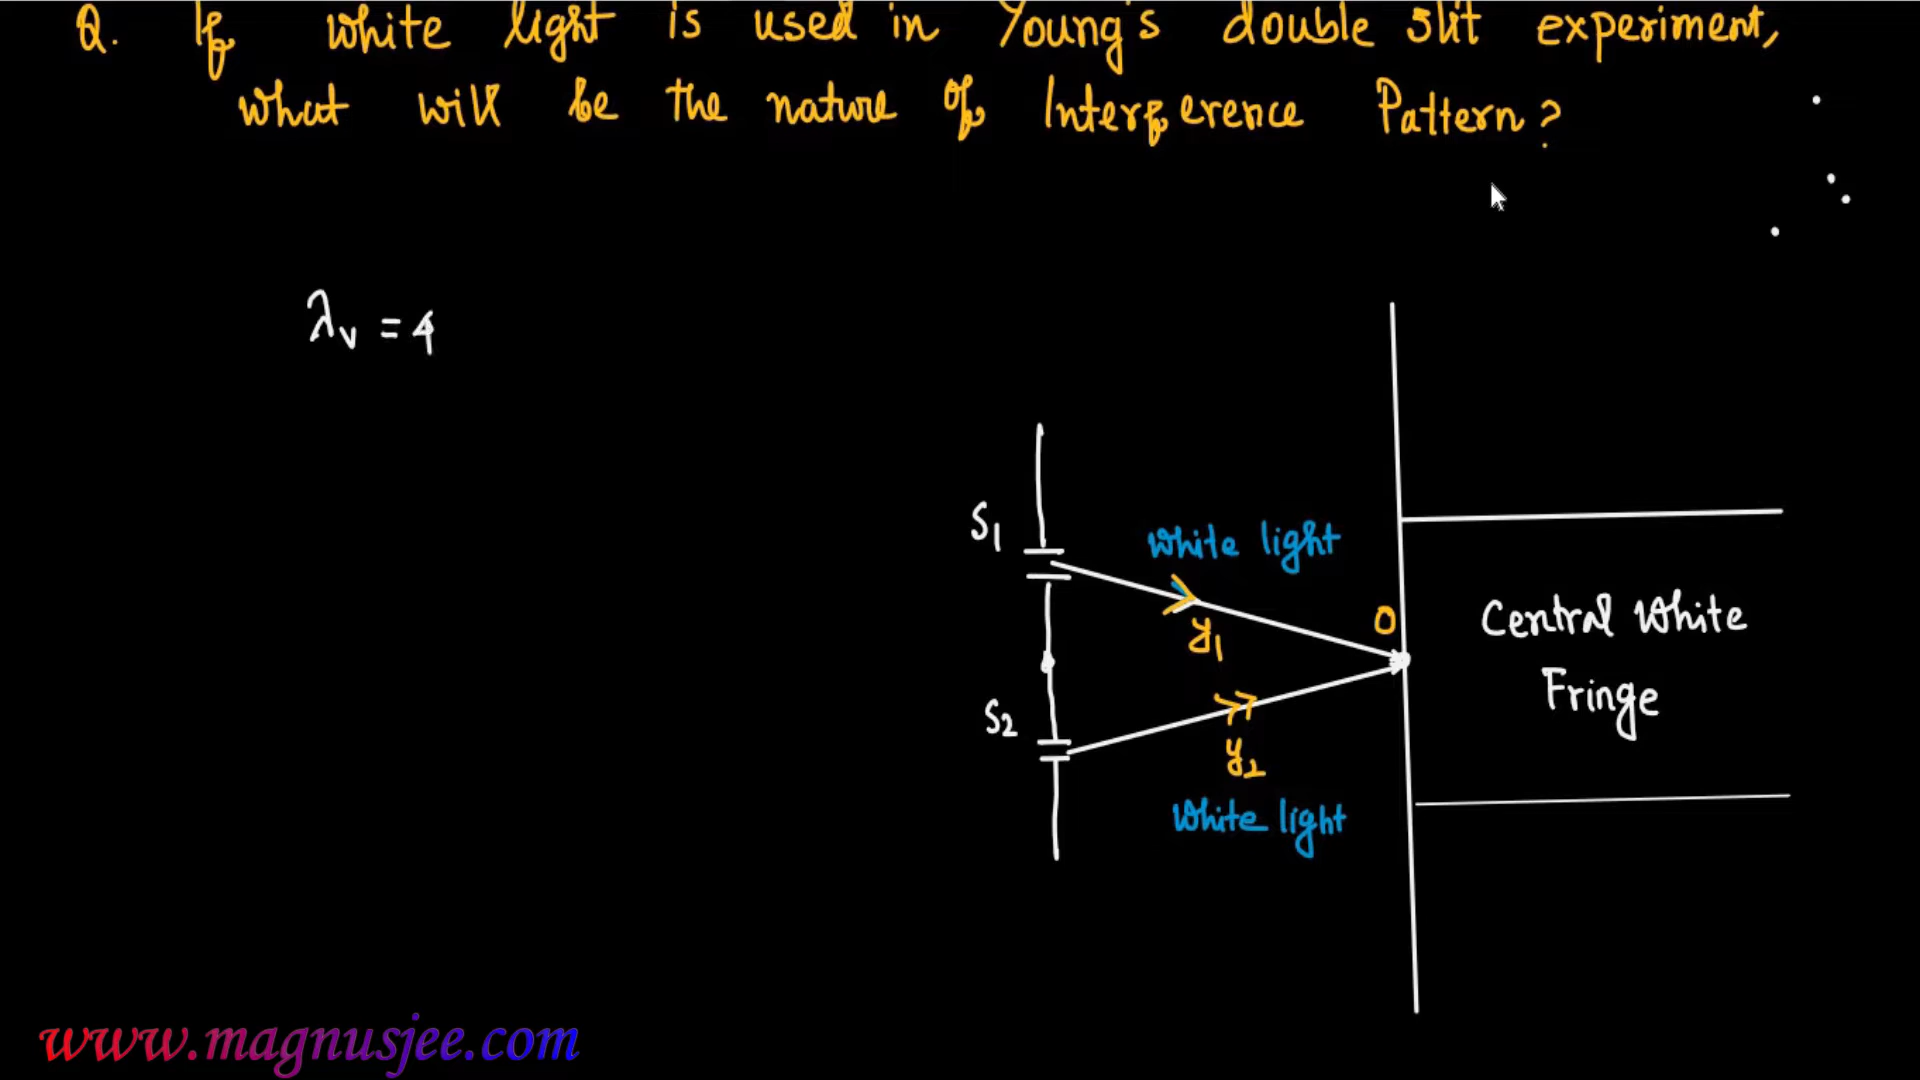 Q. If white light is used in Young's double slit experiment,
what will be the nature of Interference Pattern?
λv = 4
S1
white light
y1
O
Central White
Fringe
S2
y2
White light
www.magnusjee.com